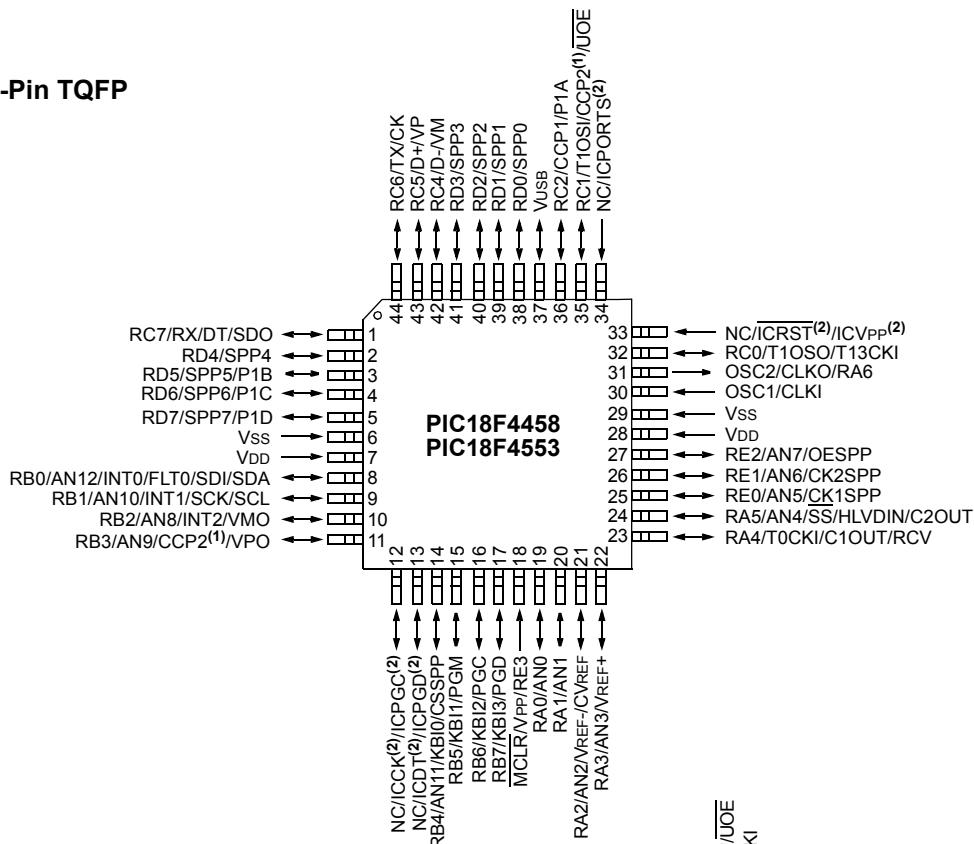 -Pin TQFP
RC6/TX/CK
RC5/D+/VP
RC4/D-/VM
RD3/SPP3
RD2/SPP2
RD1/SPP1
RD0/SPP0
VUSB
RC2/CCP1/P1A
RC1/T1OSI/CCP2(1)/UOE
NC/ICPORTS(2)
44
43
42
41
40
39
38
37
36
35
34
RC7/RX/DT/SDO 1
RD4/SPP4 2
RD5/SPP5/P1B 3
RD6/SPP6/P1C 4
RD7/SPP7/P1D 5
VSS 6
VDD 7
RB0/AN12/INT0/FLT0/SDI/SDA 8
RB1/AN10/INT1/SCK/SCL 9
RB2/AN8/INT2/VMO 10
RB3/AN9/CCP2(1)/VPO 11
PIC18F4458
PIC18F4553
33 NC/ICRST(2)/ICVPP(2)
32 RC0/T1OSO/T13CKI
31 OSC2/CLKO/RA6
30 OSC1/CLKI
29 VSS
28 VDD
27 RE2/AN7/OESPP
26 RE1/AN6/CK2SPP
25 RE0/AN5/CK1SPP
24 RA5/AN4/SS/HLVDIN/C2OUT
23 RA4/T0CKI/C1OUT/RCV
12
13
14
15
16
17
18
19
20
21
22
NC/ICCK(2)/ICPGC(2)
NC/ICDT(2)/ICPGD(2)
RB4/AN11/KBI0/CSSPP
RB5/KBI1/PGM
RB6/KBI2/PGC
RB7/KBI3/PGD
MCLR/VPP/RE3
RA0/AN0
RA1/AN1
RA2/AN2/VREF-/CVREF
RA3/AN3/VREF+
/UOE
KI